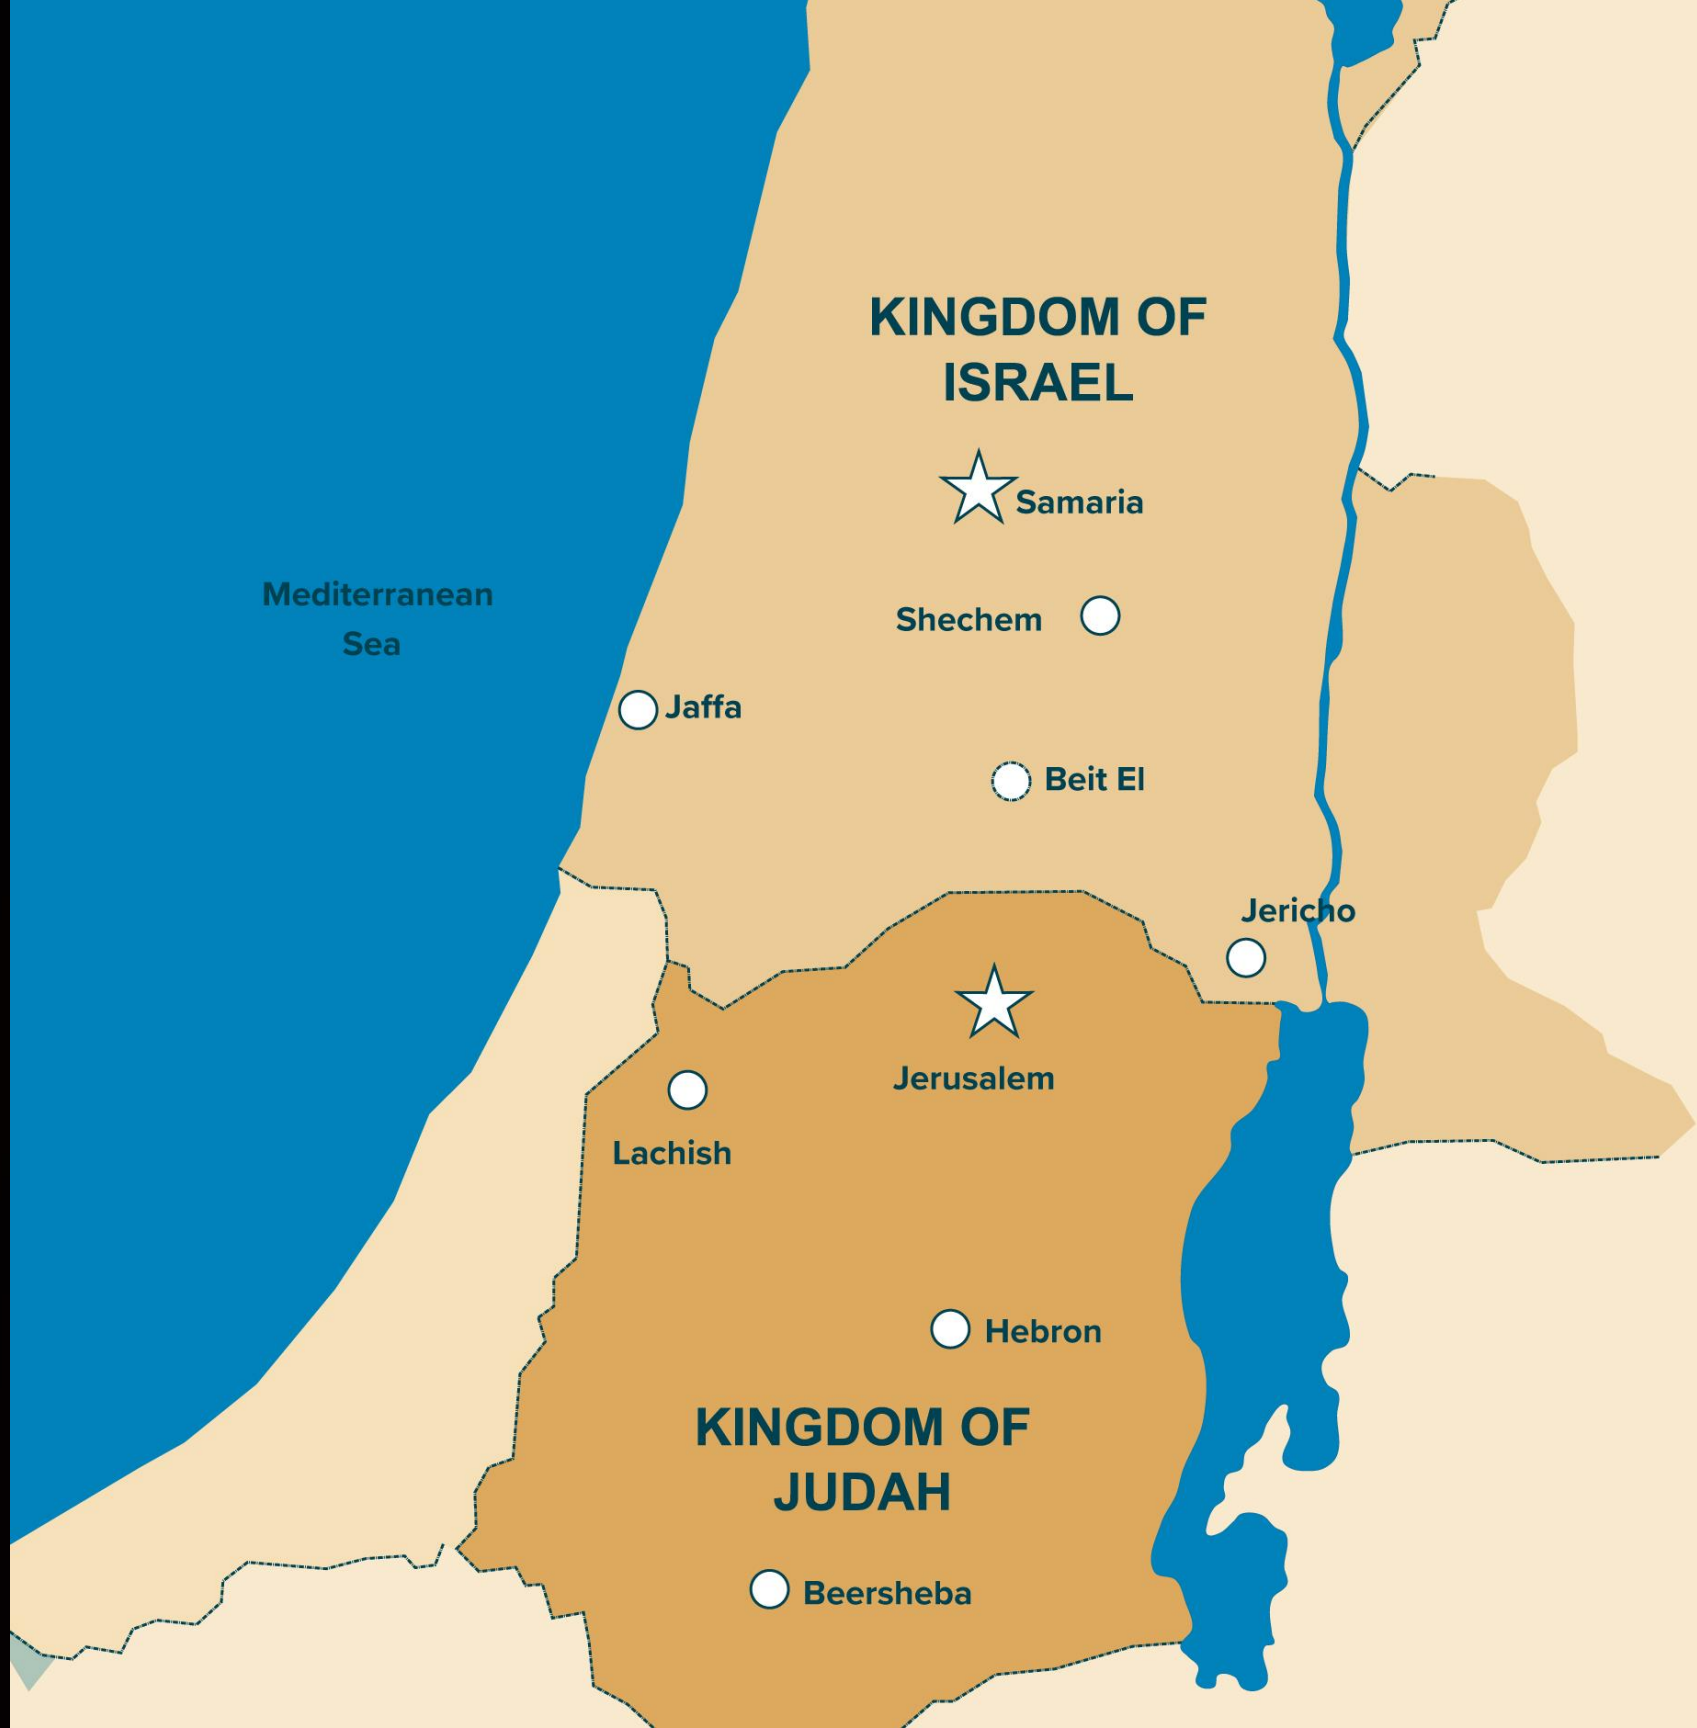 KINGDOM OF
ISRAEL
Samaria
Mediterranean
Sea
Shechem
Jaffa
Beit El
Jericho
Jerusalem
Lachish
Hebron
KINGDOM OF
JUDAH
Beersheba